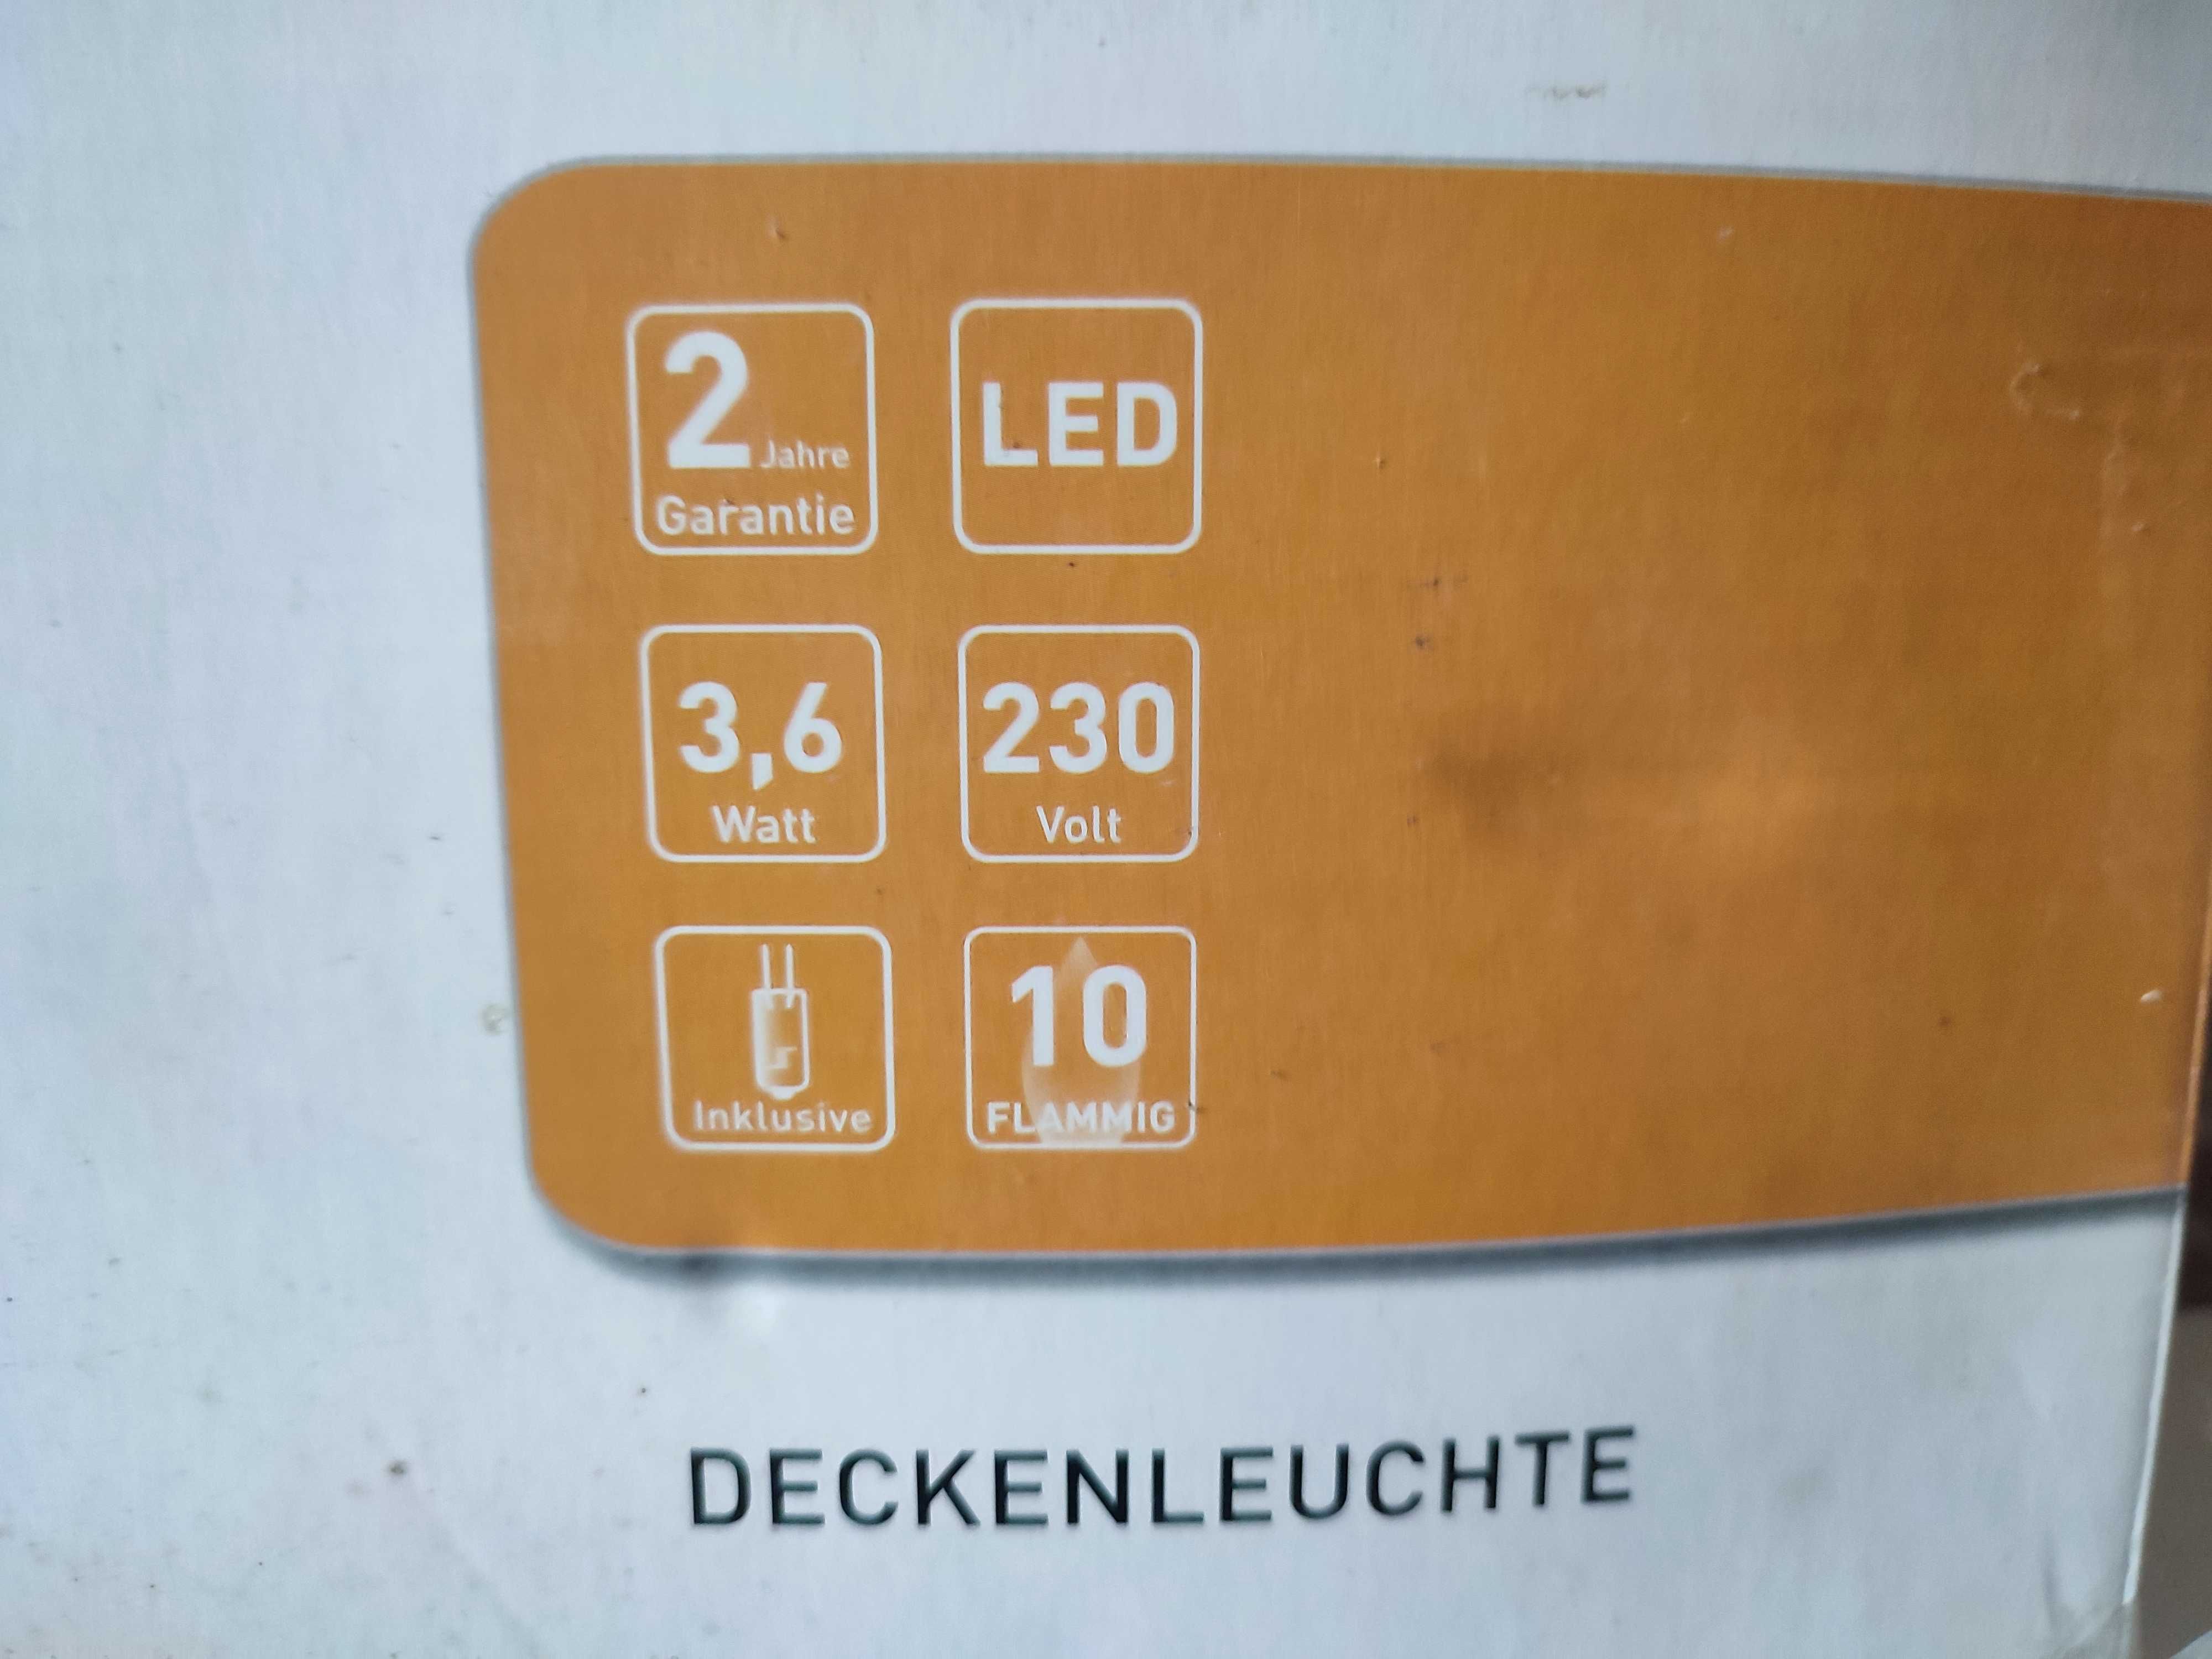 2 Jahre
Garantie
LED
3,6
Watt
230
Volt
Inklusive
10
FLAMMIG
DECKENLEUCHTE